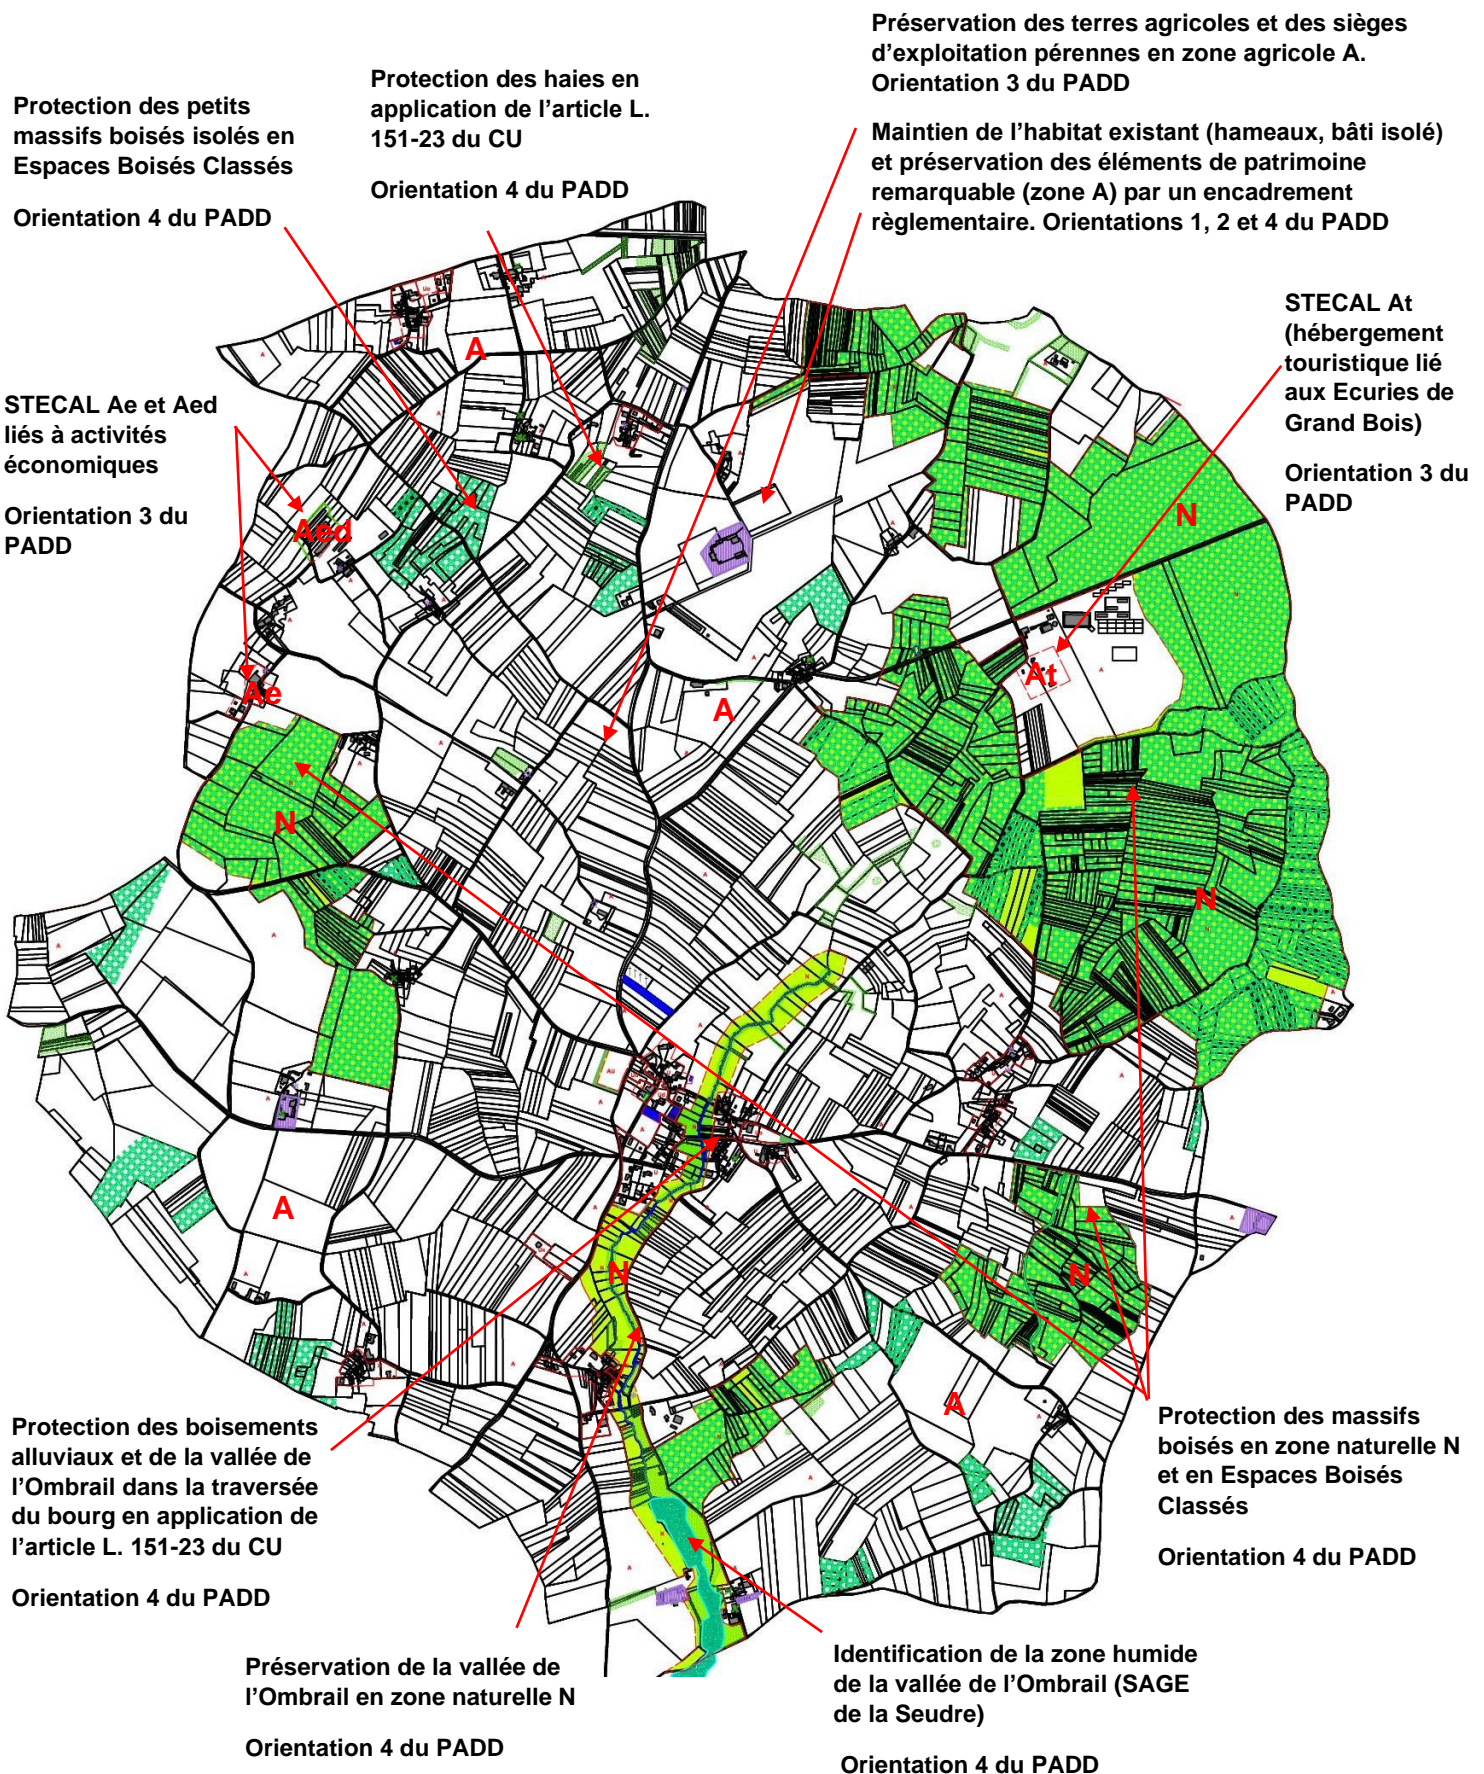 Préservation des terres agricoles et des sièges
d'exploitation pérennes en zone agricole A.
Orientation 3 du PADD
Maintien de l'habitat existant (hameaux, bâti isolé)
et préservation des éléments de patrimoine
remarquable (zone A) par un encadrement
règlementaire. Orientations 1, 2 et 4 du PADD
Protection des haies en
application de l'article L.
151-23 du CU
Orientation 4 du PADD
Protection des petits
massifs boisés isolés en
Espaces Boisés Classés
Orientation 4 du PADD
STECAL At
(hébergement
touristique lié
aux Ecuries de
Grand Bois)
Orientation 3 du
PADD
STECAL Ae et Aed
liés à activités
économiques
Orientation 3 du
PADD
A
N
Aed
At
Ae
A
N
N
A
N
N
A
Protection des boisements
alluviaux et de la vallée de
l'Ombrail dans la traversée
du bourg en application de
l'article L. 151-23 du CU
Orientation 4 du PADD
Protection des massifs
boisés en zone naturelle N
et en Espaces Boisés
Classés
Orientation 4 du PADD
Préservation de la vallée de
l'Ombrail en zone naturelle N
Orientation 4 du PADD
Identification de la zone humide
de la vallée de l'Ombrail (SAGE
de la Seudre)
Orientation 4 du PADD